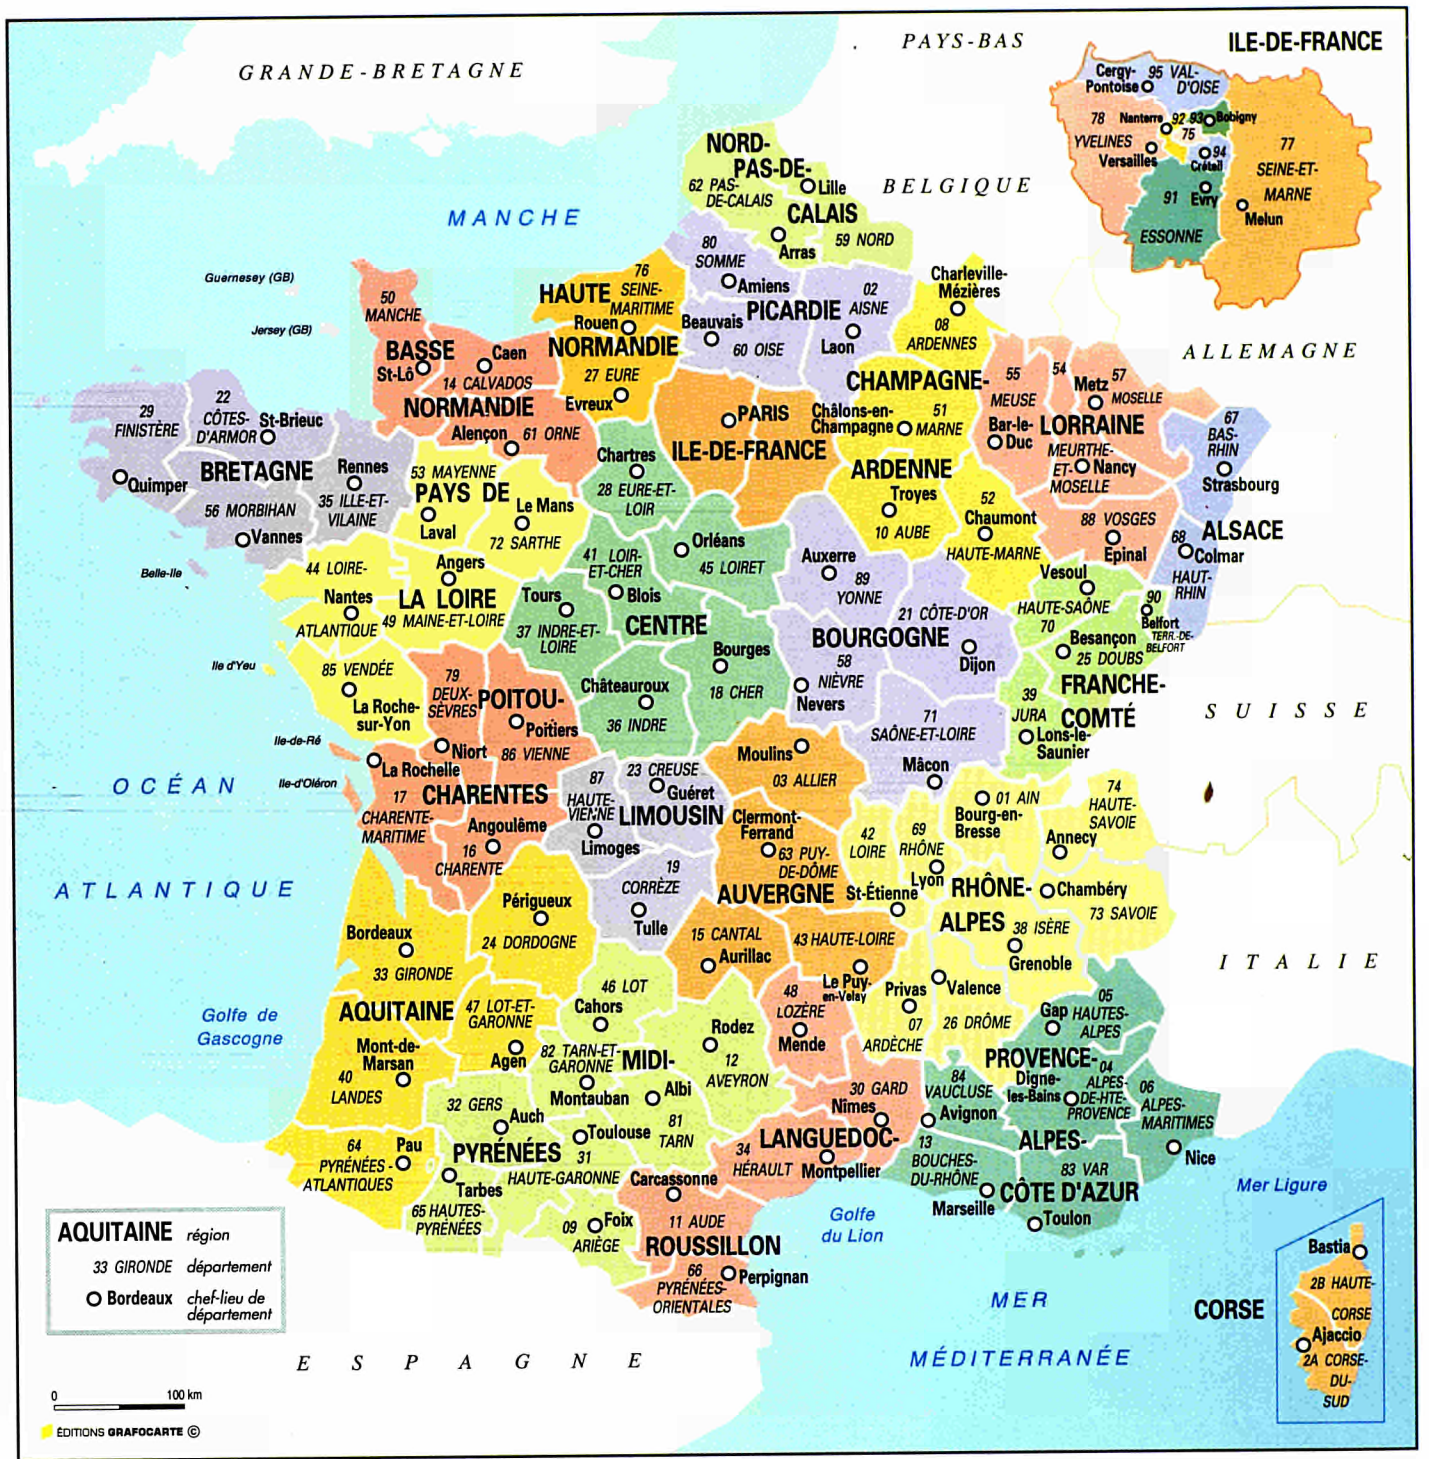 GRANDE-BRETAGNE
PAYS-BAS
ILE-DE-FRANCE
Cergy-
Pontoise
95 VAL-
D'OISE
78
YVELINES
Nanterre
92
93
Bobigny
75
Versailles
94
Créteil
77
SEINE-ET-
MARNE
91
Evry
Melun
ESSONNE
BELGIQUE
ALLEMAGNE
SUISSE
ITALIE
ESPAGNE
MANCHE
Guernesey (GB)
Jersey (GB)
NORD-
PAS-DE-
CALAIS
62 PAS-
DE-CALAIS
Lille
Arras
59 NORD
80
SOMME
Amiens
PICARDIE
02
AISNE
Beauvais
60 OISE
Laon
76
SEINE-
MARITIME
HAUTE
NORMANDIE
Rouen
27 EURE
Evreux
50
MANCHE
BASSE
NORMANDIE
St-Lô
Caen
14 CALVADOS
Alençon
61 ORNE
Charleville-
Mézières
08
ARDENNES
CHAMPAGNE-
ARDENNE
Châlons-en-
Champagne
51
MARNE
Troyes
10 AUBE
52
Chaumont
HAUTE-MARNE
55
MEUSE
Bar-le-
Duc
54
Metz
57
MOSELLE
LORRAINE
MEURTHE-
ET-
MOSELLE
Nancy
88 VOSGES
Epinal
67
BAS-
RHIN
Strasbourg
ALSACE
68
Colmar
HAUT-
RHIN
PARIS
ILE-DE-FRANCE
29
FINISTÈRE
22
CÔTES-
D'ARMOR
St-Brieuc
BRETAGNE
Quimper
Rennes
35 ILLE-ET-
VILAINE
56 MORBIHAN
Vannes
Belle-Ile
53 MAYENNE
PAYS DE
LA LOIRE
Laval
Le Mans
72 SARTHE
44 LOIRE-
ATLANTIQUE
Nantes
Angers
49 MAINE-ET-LOIRE
85 VENDÉE
La Roche-
sur-Yon
Ile d'Yeu
Chartres
28 EURE-ET-
LOIR
Orléans
45 LOIRET
41 LOIR-
ET-CHER
Blois
Tours
37 INDRE-ET-
LOIRE
CENTRE
Bourges
18 CHER
Châteauroux
36 INDRE
Auxerre
89
YONNE
21 CÔTE-D'OR
BOURGOGNE
Dijon
58
NIÈVRE
Nevers
71
SAÔNE-ET-LOIRE
Mâcon
Vesoul
HAUTE-SAÔNE
70
90
Belfort
TERR.-DE-
BELFORT
Besançon
25 DOUBS
FRANCHE-
COMTÉ
39
JURA
Lons-le-
Saunier
79
DEUX-
SÈVRES
POITOU-
CHARENTES
Poitiers
Niort
86 VIENNE
Ile-de-Ré
La Rochelle
Ile-d'Oléron
17
CHARENTE-
MARITIME
Angoulême
16
CHARENTE
87
HAUTE-
VIENNE
Limoges
23 CREUSE
Guéret
LIMOUSIN
19
CORRÈZE
Tulle
Moulins
03 ALLIER
Clermont-
Ferrand
63 PUY-
DE-DÔME
AUVERGNE
15 CANTAL
Aurillac
43 HAUTE-LOIRE
Le Puy-
en-Velay
01 AIN
Bourg-en-
Bresse
74
HAUTE-
SAVOIE
Annecy
42
LOIRE
69
RHÔNE
Lyon
St-Étienne
RHÔNE-
ALPES
Chambéry
73 SAVOIE
38 ISÈRE
Grenoble
Privas
07
ARDÈCHE
Valence
26 DRÔME
OCÉAN
ATLANTIQUE
Golfe de
Gascogne
Périgueux
24 DORDOGNE
Bordeaux
33 GIRONDE
AQUITAINE
47 LOT-ET-
GARONNE
Agen
Mont-de-
Marsan
40
LANDES
64
PYRÉNÉES-
ATLANTIQUES
Pau
46 LOT
Cahors
82 TARN-ET-
GARONNE
Montauban
MIDI-
PYRÉNÉES
Rodez
12
AVEYRON
Albi
81
TARN
32 GERS
Auch
Toulouse
31
HAUTE-GARONNE
Tarbes
65 HAUTES-
PYRÉNÉES
09
ARIÈGE
Foix
48
LOZÈRE
Mende
30 GARD
Nîmes
LANGUEDOC-
ROUSSILLON
34
HÉRAULT
Montpellier
Carcassonne
11 AUDE
66
PYRÉNÉES-
ORIENTALES
Perpignan
05
HAUTES-
ALPES
Gap
PROVENCE-
ALPES-
CÔTE D'AZUR
04
ALPES-
DE-HTE-
PROVENCE
Digne-
les-Bains
84
VAUCLUSE
Avignon
06
ALPES-
MARITIMES
Nice
13
BOUCHES-
DU-RHÔNE
Marseille
83 VAR
Toulon
Golfe
du Lion
Mer Ligure
MER
MÉDITERRANÉE
CORSE
Bastia
2B HAUTE-
CORSE
Ajaccio
2A CORSE-
DU-
SUD
AQUITAINE région
33 GIRONDE département
Bordeaux chef-lieu de
département
0 100 km
ÉDITIONS GRAFOCARTE ©